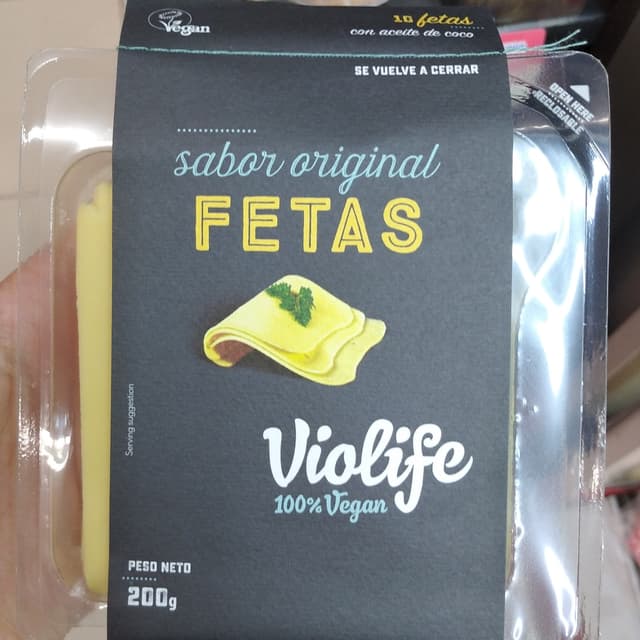 Vegan
10 fetas
con aceite de coco
SE VUELVE A CERRAR
OPEN HERE
RECLOSABLE
sabor original
FETAS
Serving suggestion
Violife
100% Vegan
PESO NETO
200g